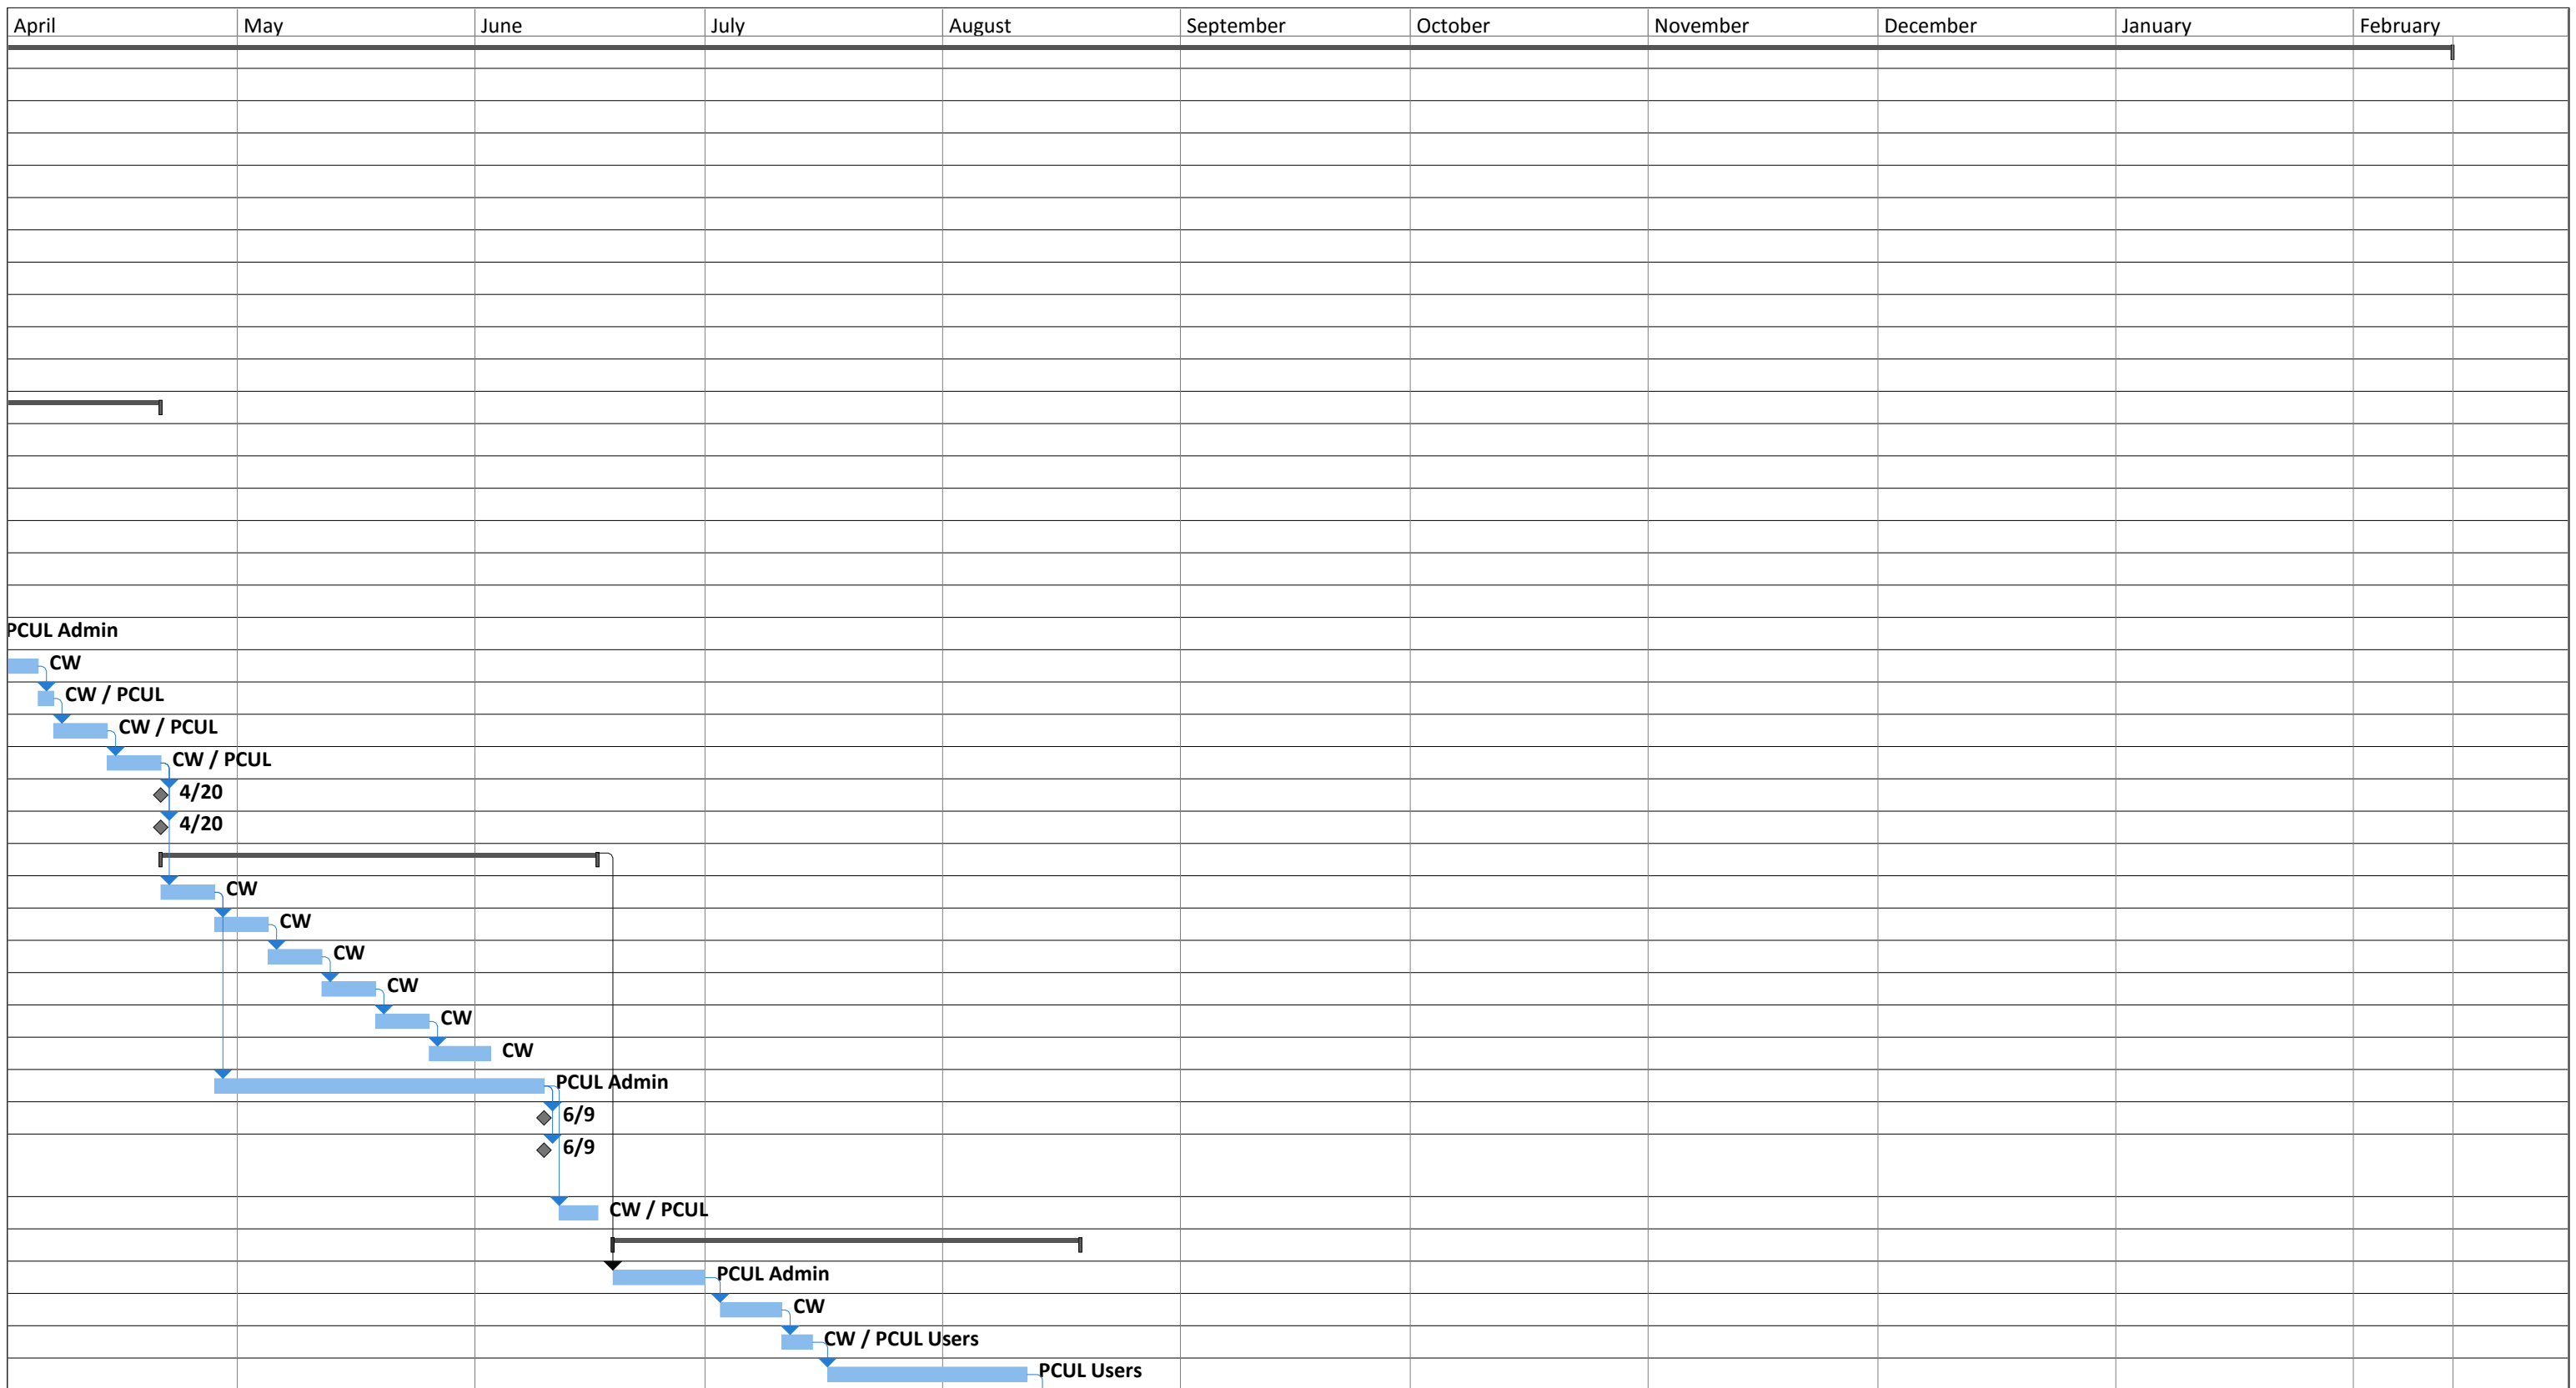 April May June July August September October November December January February
PCUL Admin
CW
CW / PCUL
CW / PCUL
CW / PCUL
4/20
4/20
CW
CW
CW
CW
CW
CW
PCUL Admin
6/9
6/9
CW / PCUL
PCUL Admin
CW
CW / PCUL Users
PCUL Users